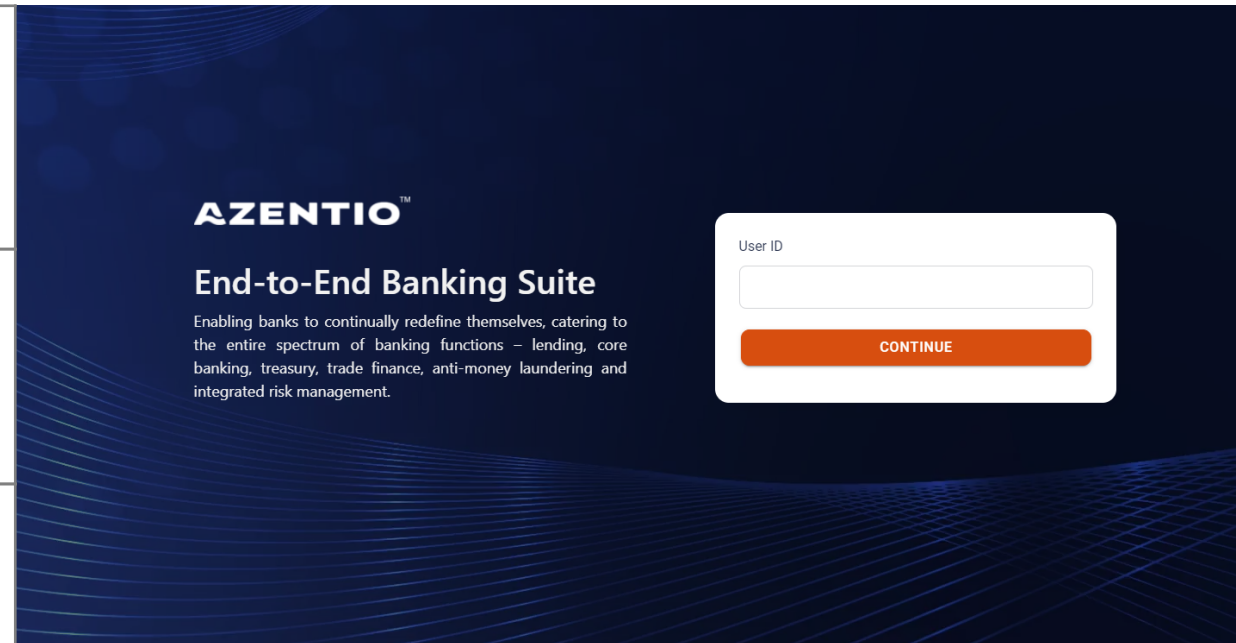 AZENTIO™
End-to-End Banking Suite
Enabling banks to continually redefine themselves, catering to
the entire spectrum of banking functions – lending, core
banking, treasury, trade finance, anti-money laundering and
integrated risk management.
User ID
CONTINUE